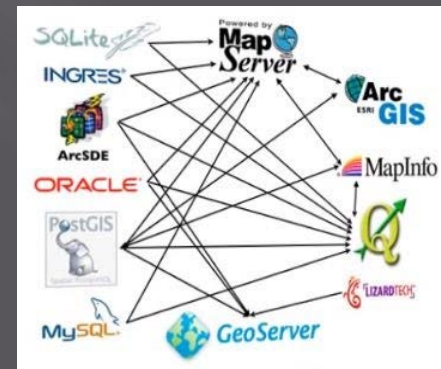 SQLite
INGRES
ArcSDE
ORACLE
PostGIS
MySQL
Powered by
Map
Server
Arc
ESRI GIS
MapInfo
Q
LIZARDTECH
GeoServer